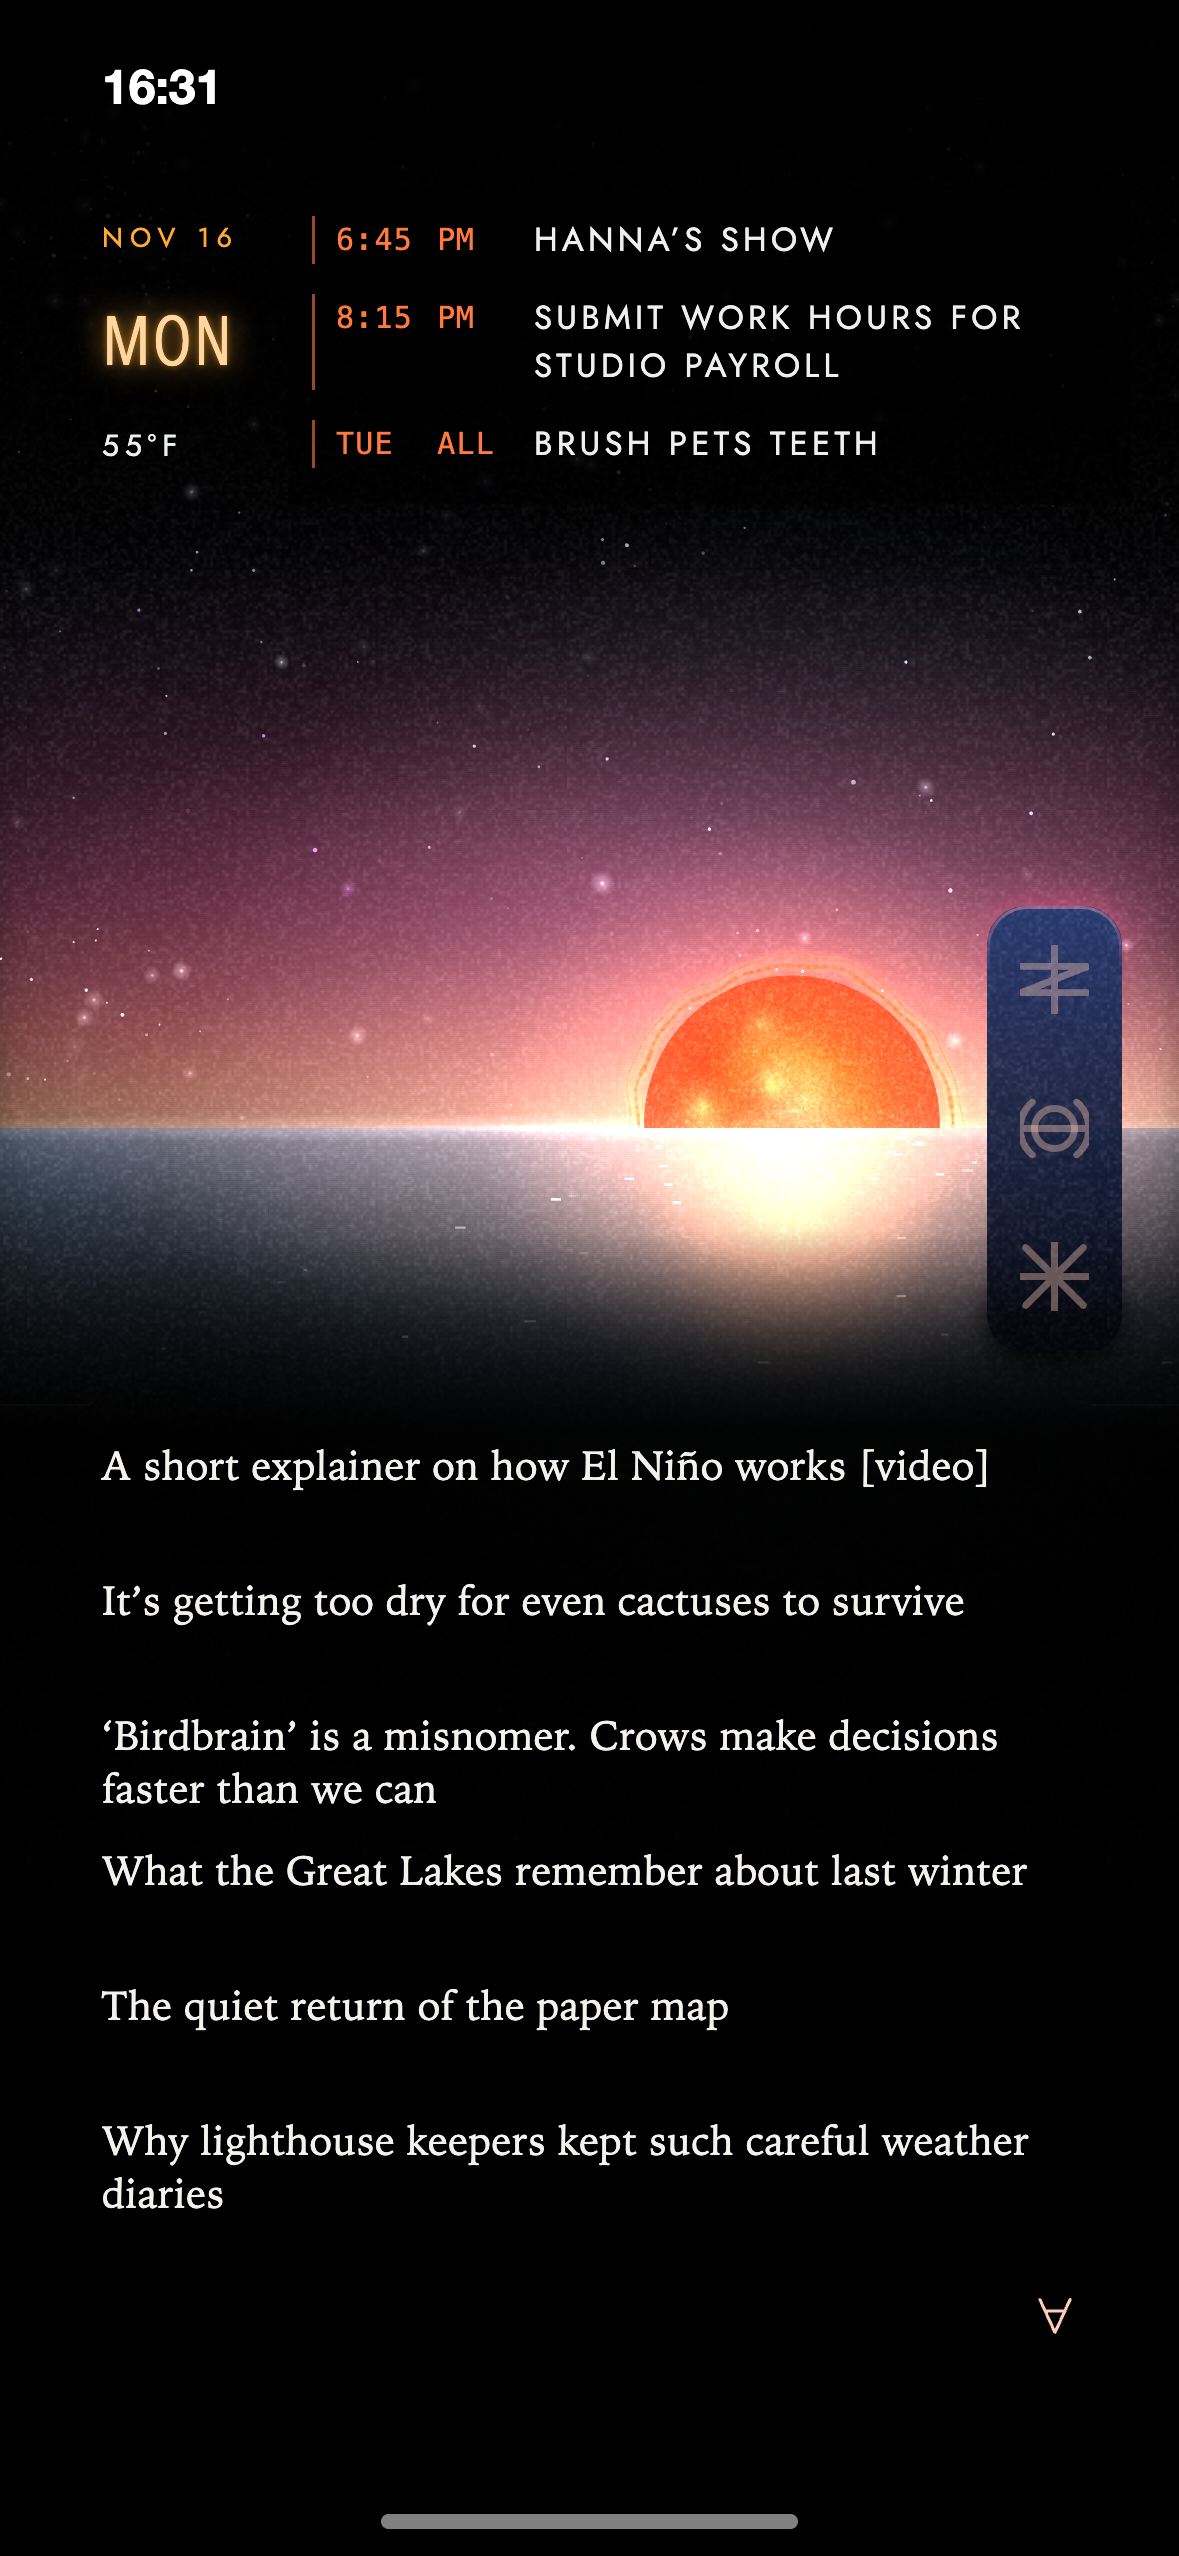 16:31
NOV 16
MON
55°F
6:45 PM HANNA’S SHOW
8:15 PM SUBMIT WORK HOURS FOR
STUDIO PAYROLL
TUE ALL BRUSH PETS TEETH
A short explainer on how El Niño works [video]
It’s getting too dry for even cactuses to survive
‘Birdbrain’ is a misnomer. Crows make decisions
faster than we can
What the Great Lakes remember about last winter
The quiet return of the paper map
Why lighthouse keepers kept such careful weather
diaries